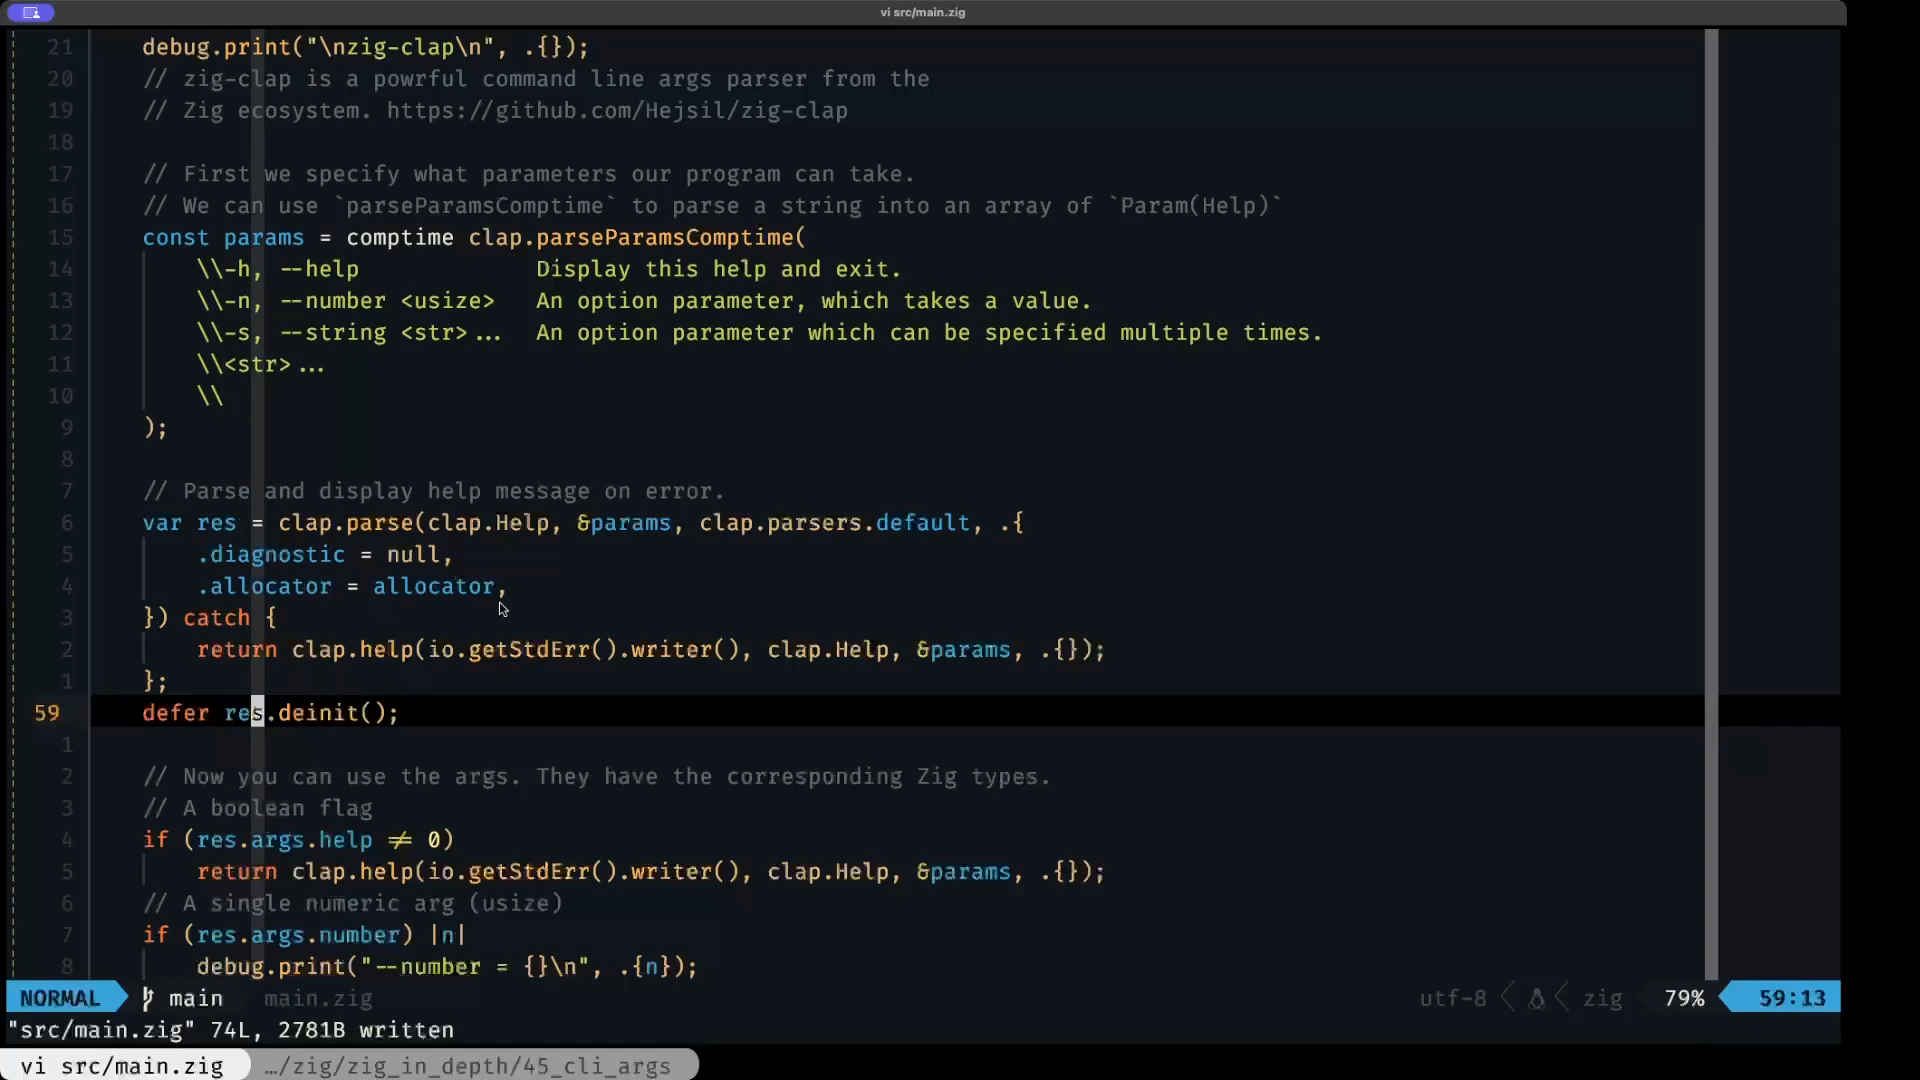 vi src/main.zig
21 debug.print("\nzig-clap\n", .{});
20 // zig-clap is a powrful command line args parser from the
19 // Zig ecosystem. https://github.com/Hejsil/zig-clap
18
17 // First we specify what parameters our program can take.
16 // We can use `parseParamsComptime` to parse a string into an array of `Param(Help)`
15 const params = comptime clap.parseParamsComptime(
14 \\-h, --help Display this help and exit.
13 \\-n, --number <usize> An option parameter, which takes a value.
12 \\-s, --string <str>... An option parameter which can be specified multiple times.
11 \\<str>...
10 \\
9 );
8
7 // Parse and display help message on error.
6 var res = clap.parse(clap.Help, &params, clap.parsers.default, .{
5 .diagnostic = null,
4 .allocator = allocator,
3 }) catch {
2 return clap.help(io.getStdErr().writer(), clap.Help, &params, .{});
1 };
59 defer res.deinit();
1
2 // Now you can use the args. They have the corresponding Zig types.
3 // A boolean flag
4 if (res.args.help ≠ 0)
5 return clap.help(io.getStdErr().writer(), clap.Help, &params, .{});
6 // A single numeric arg (usize)
7 if (res.args.number) |n|
8 debug.print("--number = {}\n", .{n});
NORMAL main main.zig utf-8 zig 79% 59:13
"src/main.zig" 74L, 2781B written
vi src/main.zig …/zig/zig_in_depth/45_cli_args